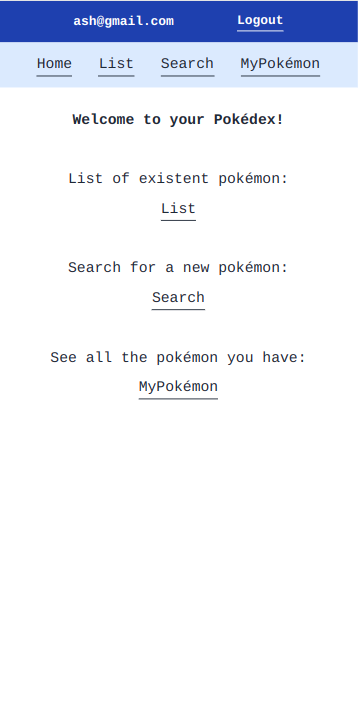 ash@gmail.com Logout
Home List Search MyPokémon
Welcome to your Pokédex!
List of existent pokémon:
List
Search for a new pokémon:
Search
See all the pokémon you have:
MyPokémon